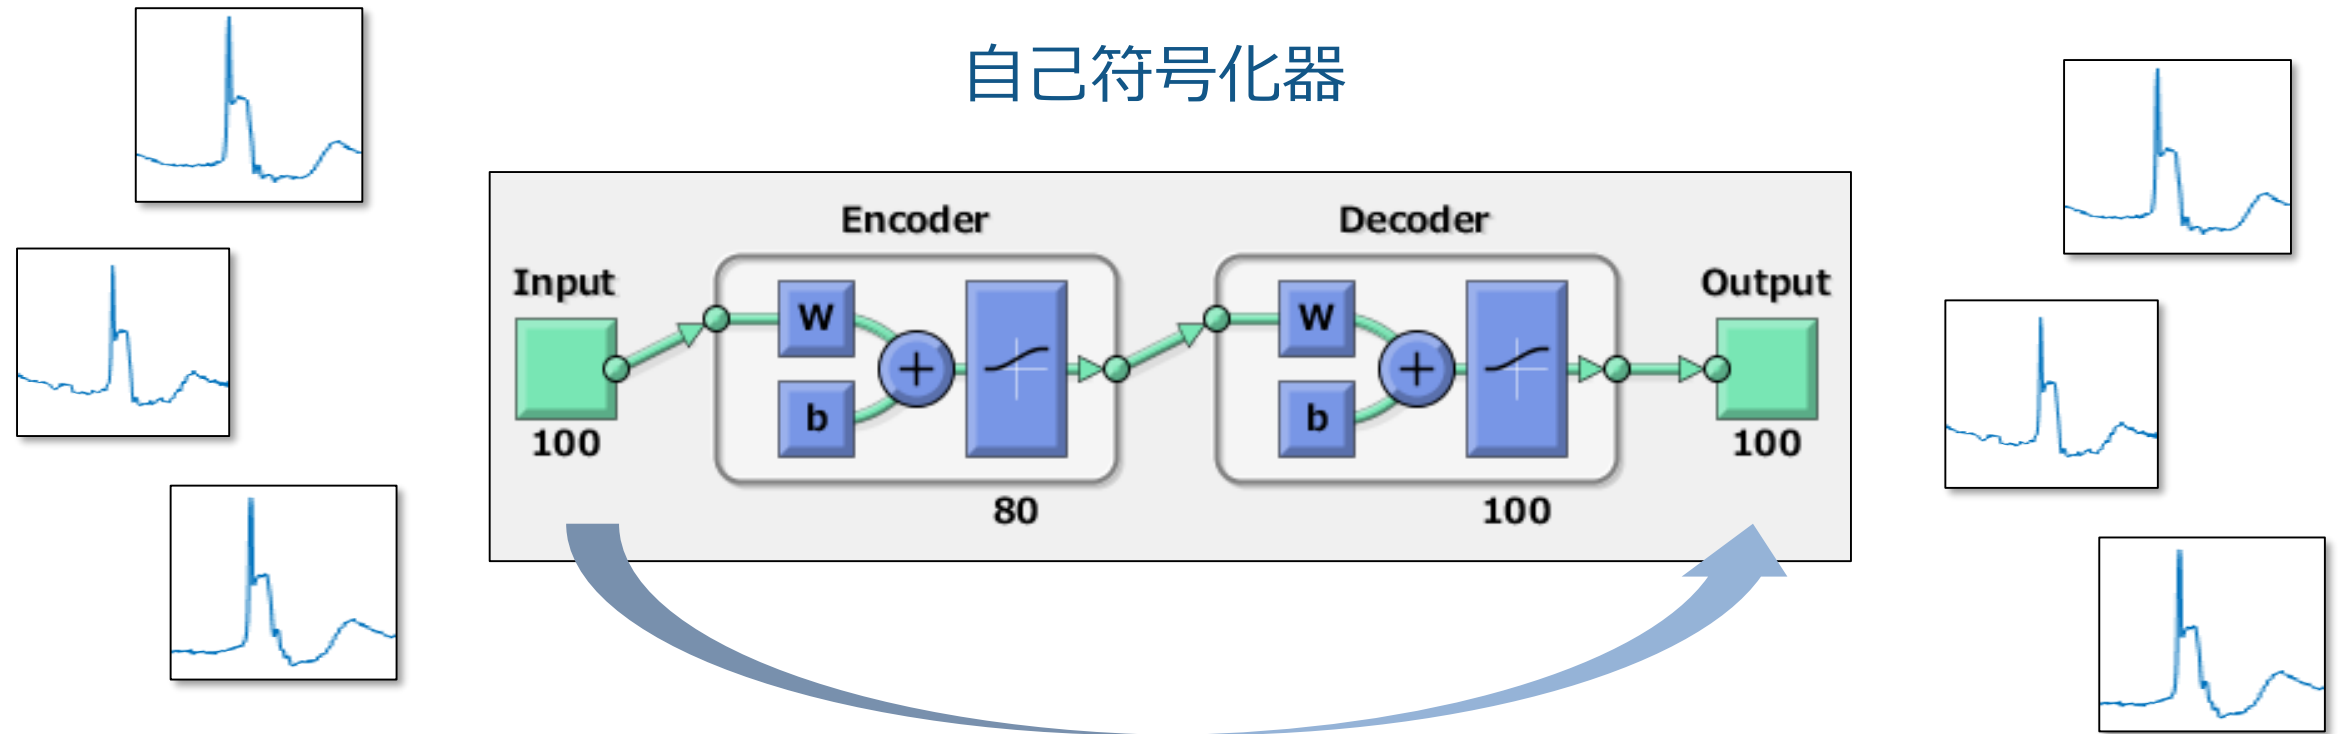 自己符号化器
Encoder
Decoder
Input
Output
W
W
+
+
b
b
100
100
80
100